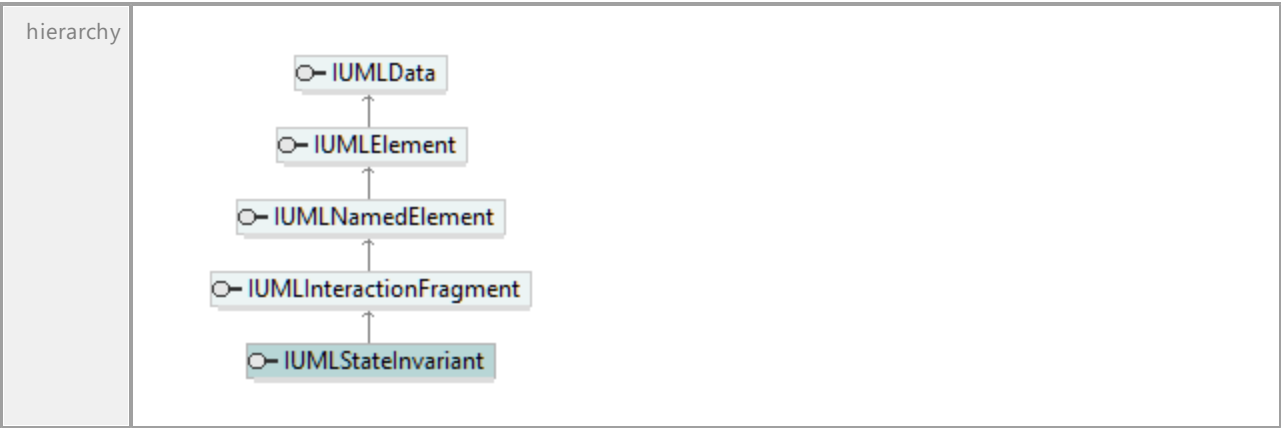 hierarchy
IUMLData
IUMLElement
IUMLNamedElement
IUMLInteractionFragment
IUMLStateInvariant